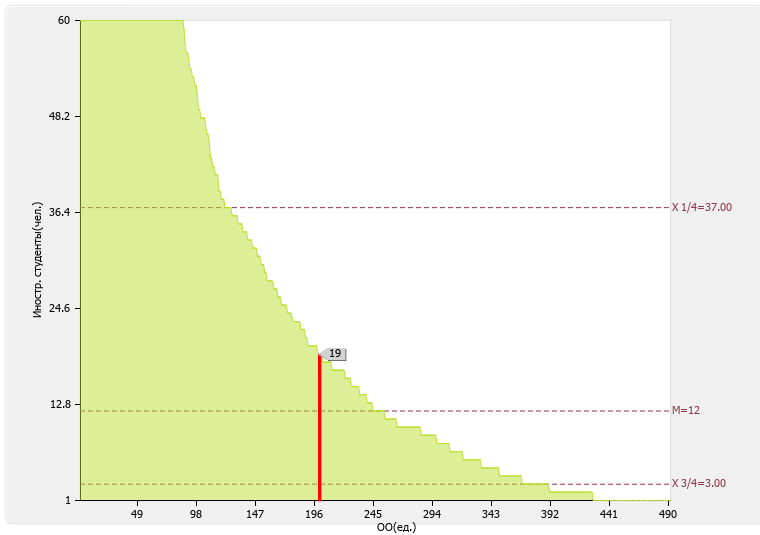 60
48.2
36.4
24.6
12.8
1
Иностр. студенты(чел.)
X 1/4=37.00
19
M=12
X 3/4=3.00
49 98 147 196 245 294 343 392 441 490
ОО(ед.)